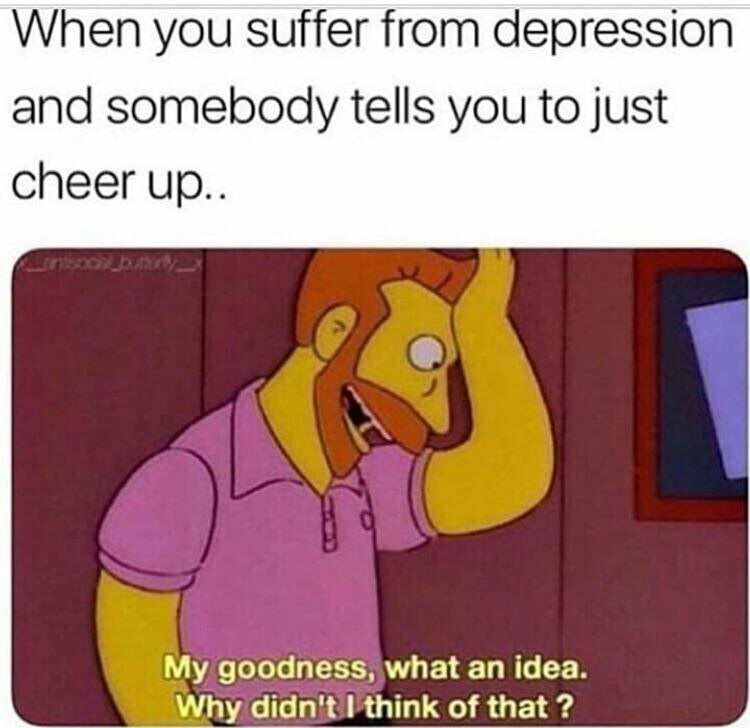 When you suffer from depression
and somebody tells you to just
cheer up..
My goodness, what an idea.
Why didn't I think of that ?